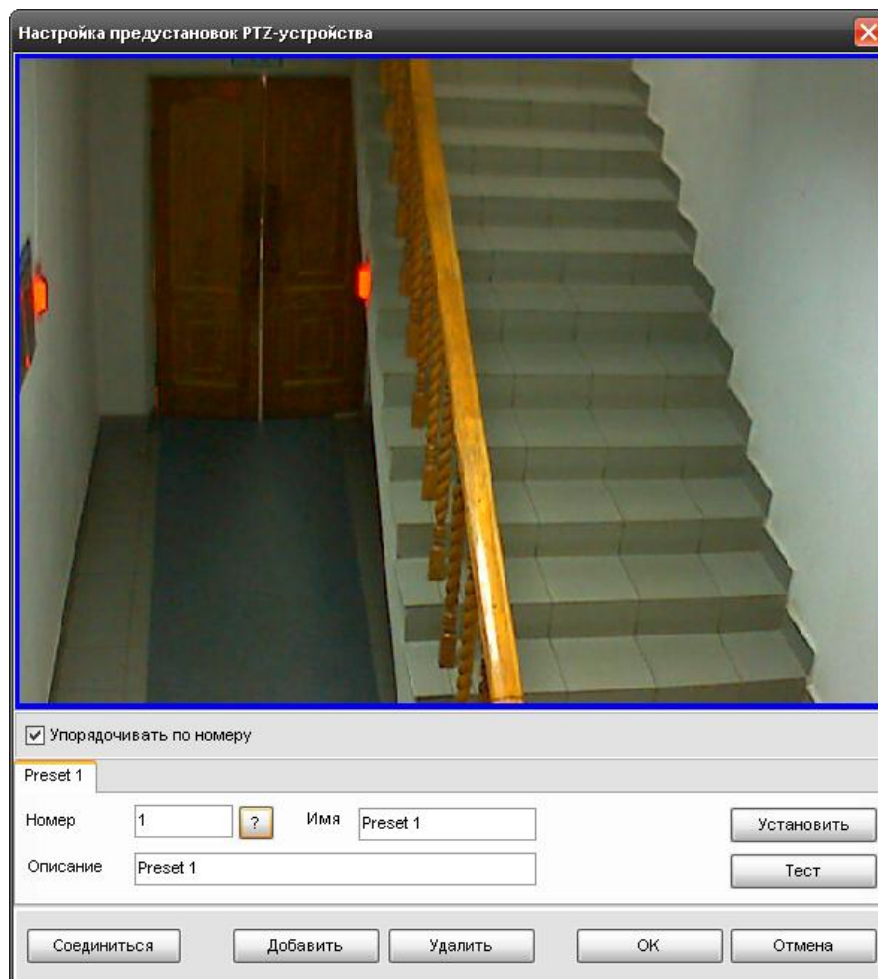 Настройка предустановок PTZ-устройства
Упорядочивать по номеру
Preset 1
Номер 1 ? Имя Preset 1 Установить
Описание Preset 1 Тест
Соединиться Добавить Удалить OK Отмена